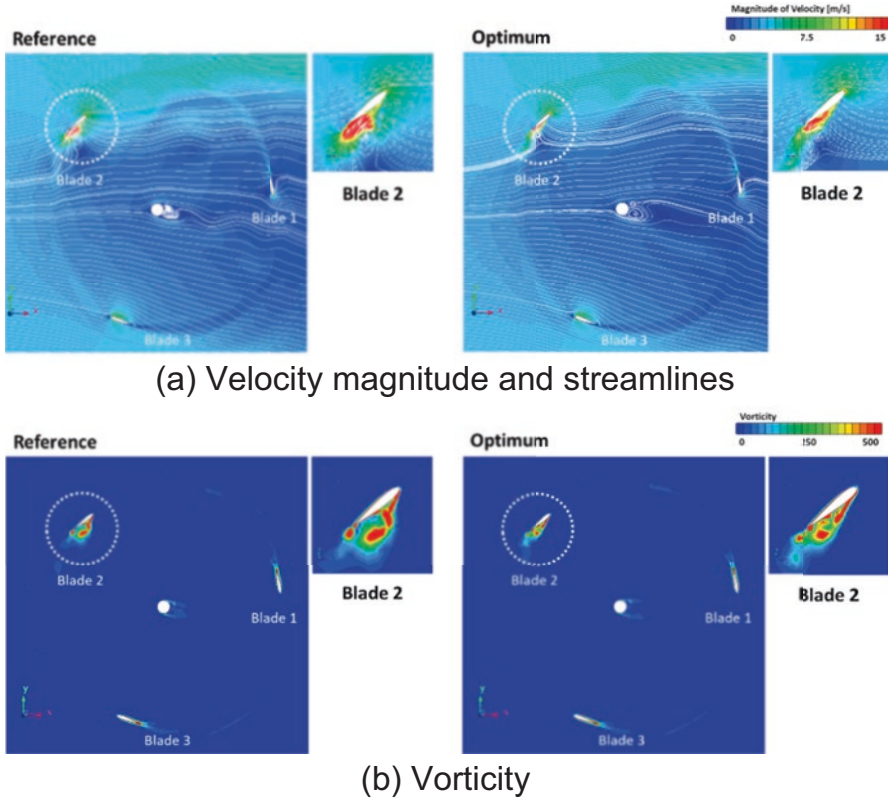 Magnitude of Velocity [m/s]
0 7.5 15
Reference
Optimum
Blade 2
Blade 1
Blade 3
Blade 2
Blade 2
Blade 1
Blade 3
Blade 2
(a) Velocity magnitude and streamlines
Vorticity
0 250 500
Reference
Optimum
Blade 2
Blade 1
Blade 3
Blade 2
y
Blade 2
Blade 1
Blade 3
Blade 2
y
(b) Vorticity